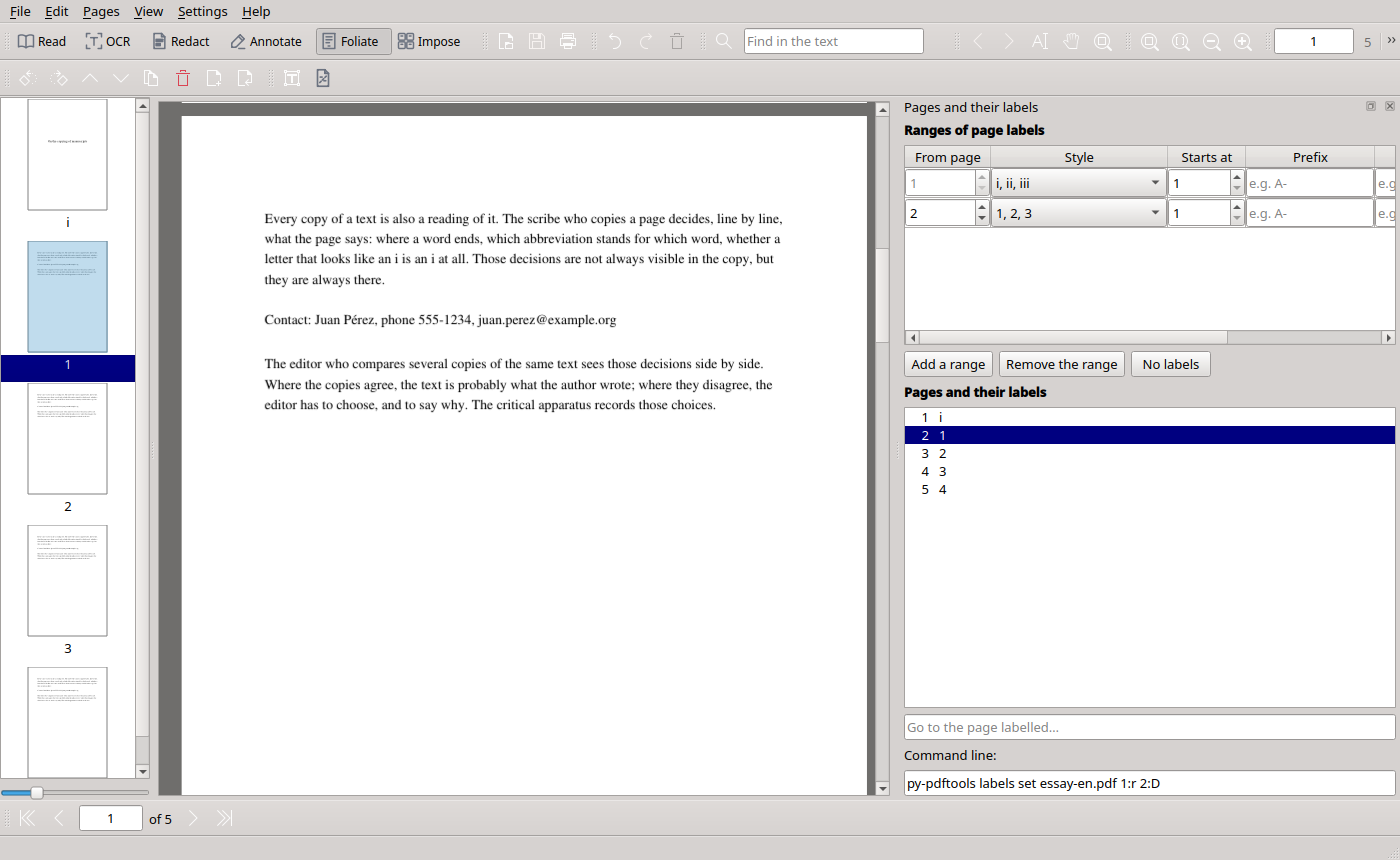 File Edit Pages View Settings Help
Read OCR Redact Annotate Foliate Impose Find in the text 1 5 »
i
1
2
3
Every copy of a text is also a reading of it. The scribe who copies a page decides, line by line,
what the page says: where a word ends, which abbreviation stands for which word, whether a
letter that looks like an i is an i at all. Those decisions are not always visible in the copy, but
they are always there.
Contact: Juan Pérez, phone 555-1234, juan.perez@example.org
The editor who compares several copies of the same text sees those decisions side by side.
Where the copies agree, the text is probably what the author wrote; where they disagree, the
editor has to choose, and to say why. The critical apparatus records those choices.
Pages and their labels
Ranges of page labels
From page Style Starts at Prefix
1 i, ii, iii 1 e.g. A- e.g
2 1, 2, 3 1 e.g. A- e.g
Add a range Remove the range No labels
Pages and their labels
1 i
2 1
3 2
4 3
5 4
Go to the page labelled...
Command line:
py-pdftools labels set essay-en.pdf 1:r 2:D
1 of 5